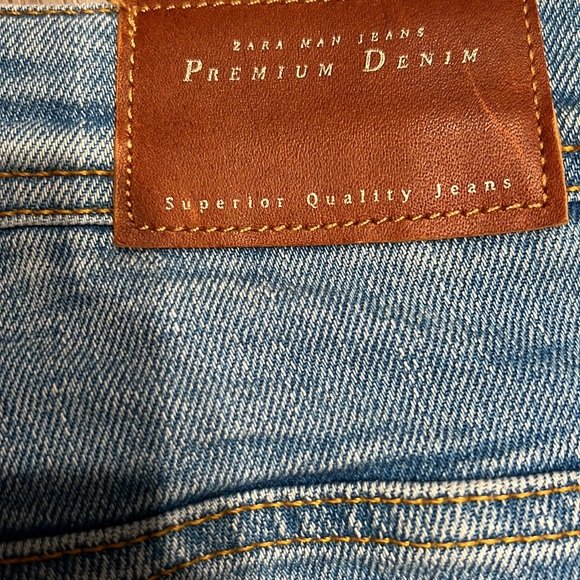 ZARA MAN JEANS
PREMIUM DENIM
Superior Quality Jeans